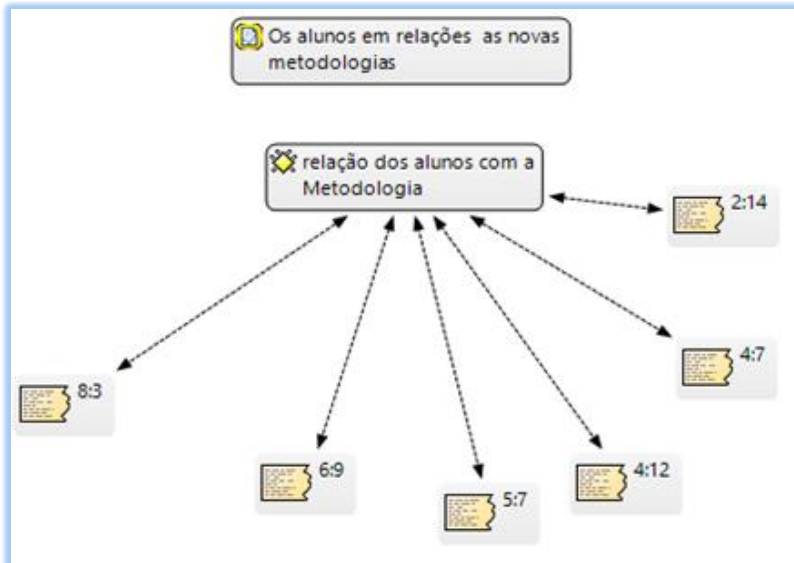 Os alunos em relações as novas
metodologias
relação dos alunos com a
Metodologia
2:14
4:7
8:3
6:9
4:12
5:7